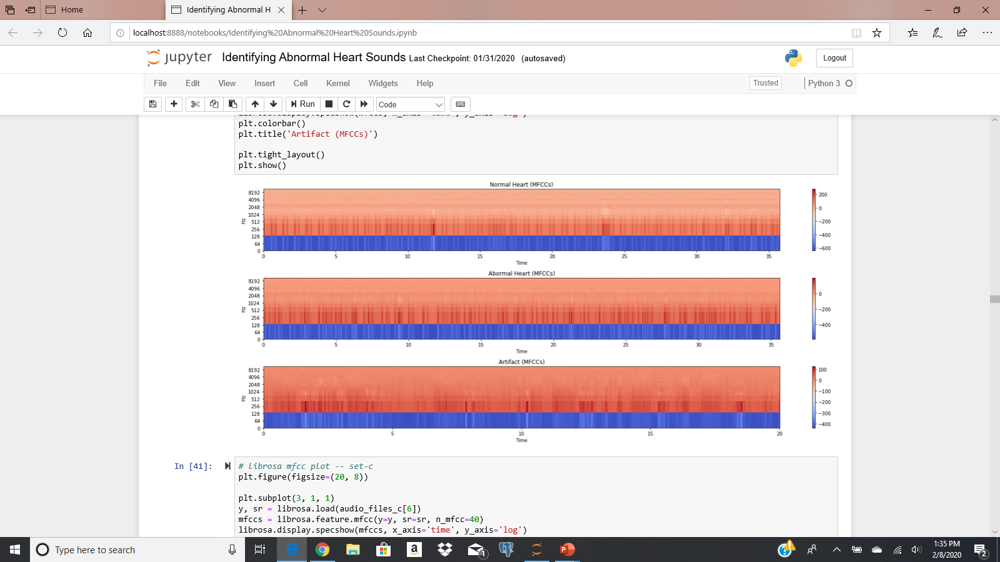 Home
Identifying Abnormal H
localhost:8888/notebooks/Identifying%20Abnormal%20Heart%20Sounds.ipynb
jupyter Identifying Abnormal Heart Sounds Last Checkpoint: 01/31/2020 (autosaved)
Logout
File Edit View Insert Cell Kernel Widgets Help
Trusted
Python 3
Run
Code
plt.colorbar()
plt.title('Artifact (MFCCs)')
plt.tight_layout()
plt.show()
Normal Heart (MFCCs)
8192
4096
2048
1024
512
256
128
64
0
Hz
0 5 10 15 20 25 30 35
Time
200
0
−200
−400
−600
Abormal Heart (MFCCs)
8192
4096
2048
1024
512
256
128
64
0
Hz
0 5 10 15 20 25 30 35
Time
0
−200
−400
Artifact (MFCCs)
8192
4096
2048
1024
512
256
128
64
0
Hz
0 5 10 15 20
Time
100
0
−100
−200
−300
−400
In [41]:
# librosa mfcc plot -- set-c
plt.figure(figsize=(20, 8))
plt.subplot(3, 1, 1)
y, sr = librosa.load(audio_files_c[6])
mfccs = librosa.feature.mfcc(y=y, sr=sr, n_mfcc=40)
librosa.display.specshow(mfccs, x_axis='time', y_axis='log')
Type here to search
1
1:35 PM
2/8/2020
2